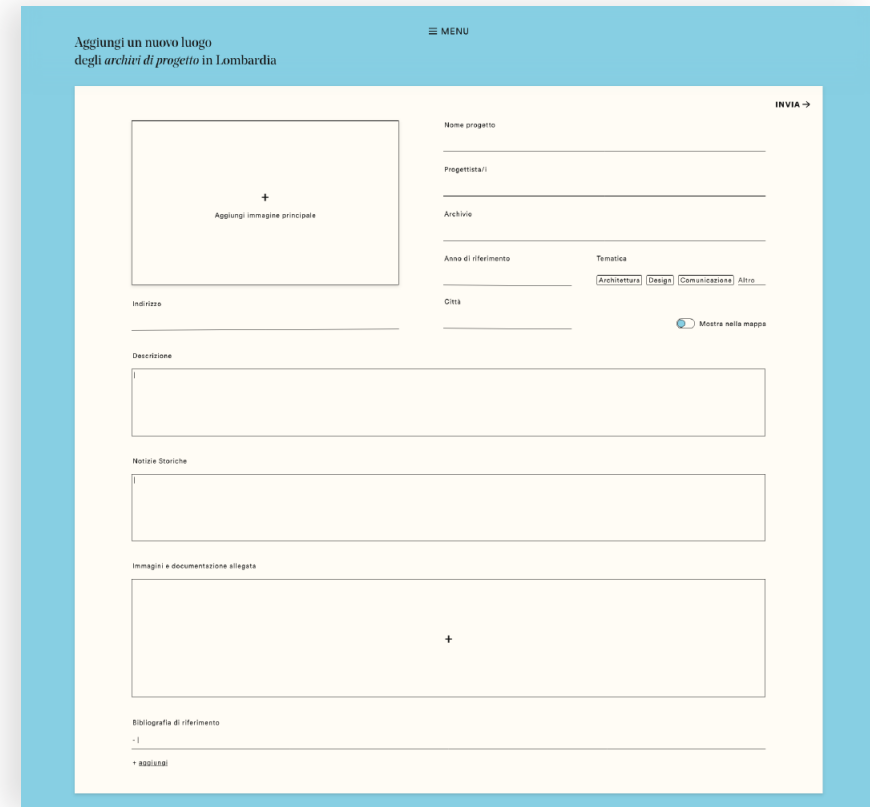 Aggiungi un nuovo luogo
degli archivi di progetto in Lombardia
MENU
INVIA →
+
Aggiungi immagine principale
Nome progetto
Progettista/i
Archivio
Anno di riferimento
Tematica
Architettura Design Comunicazione Altro
Indirizzo
Città
Mostra nella mappa
Descrizione
Notizie Storiche
Immagini e documentazione allegata
+
Bibliografia di riferimento
-
+ aggiungi